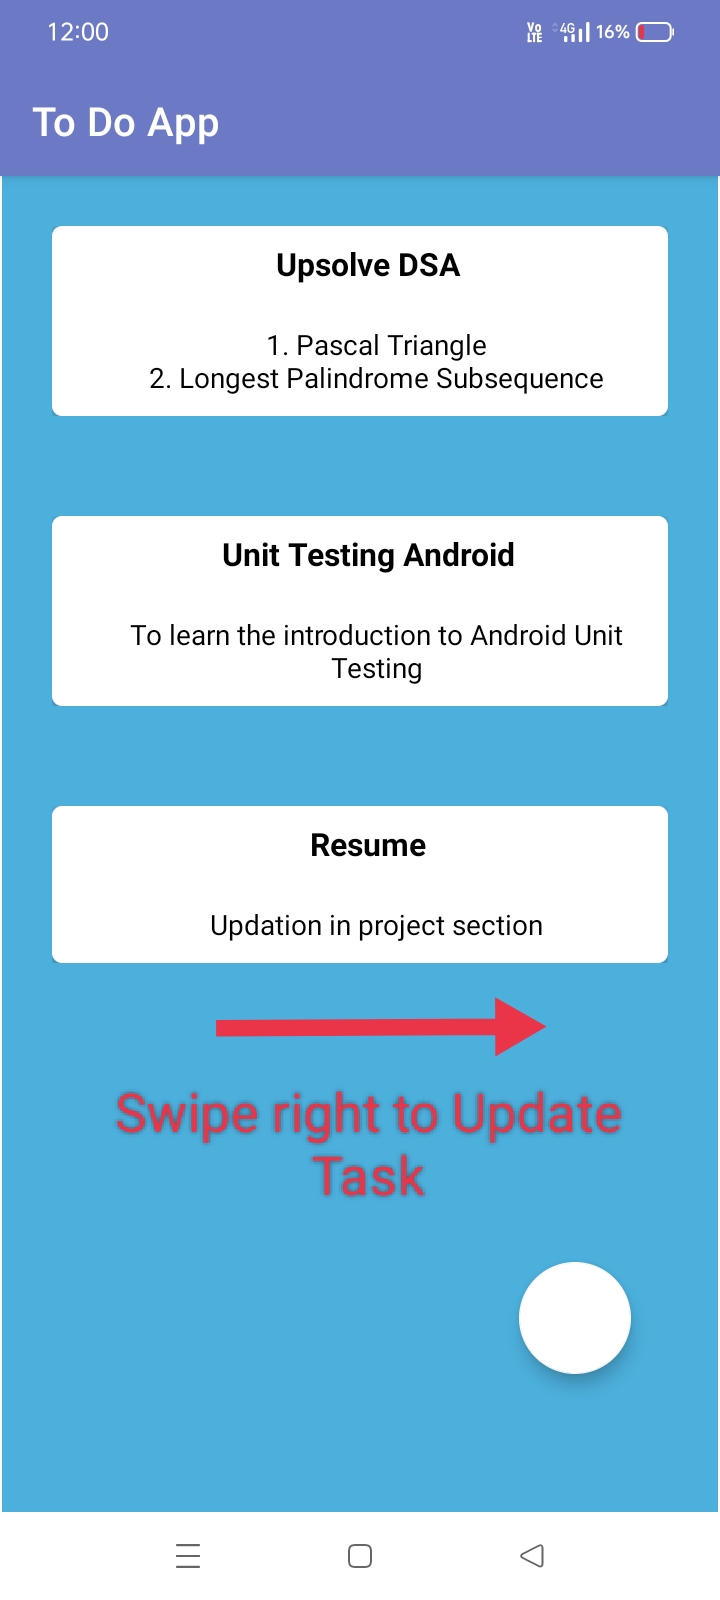 12:00
Vo LTE 4G 16%
To Do App
Upsolve DSA
1. Pascal Triangle
2. Longest Palindrome Subsequence
Unit Testing Android
To learn the introduction to Android Unit
Testing
Resume
Updation in project section
Swipe right to Update
Task